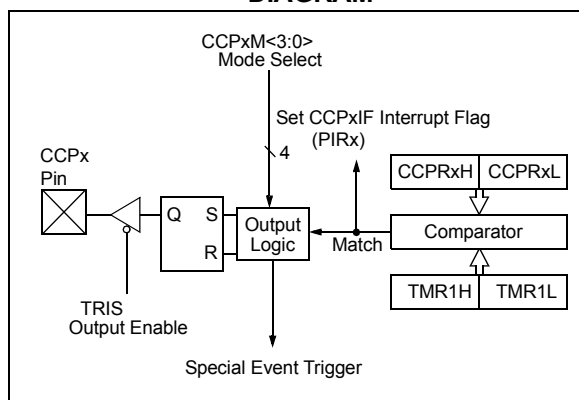 CCPxM<3:0>
Mode Select
Set CCPxIF Interrupt Flag
(PIRx)
4
CCPx
Pin
CCPRxH CCPRxL
Q S
R
Output
Logic
Match
Comparator
TRIS
Output Enable
TMR1H TMR1L
Special Event Trigger